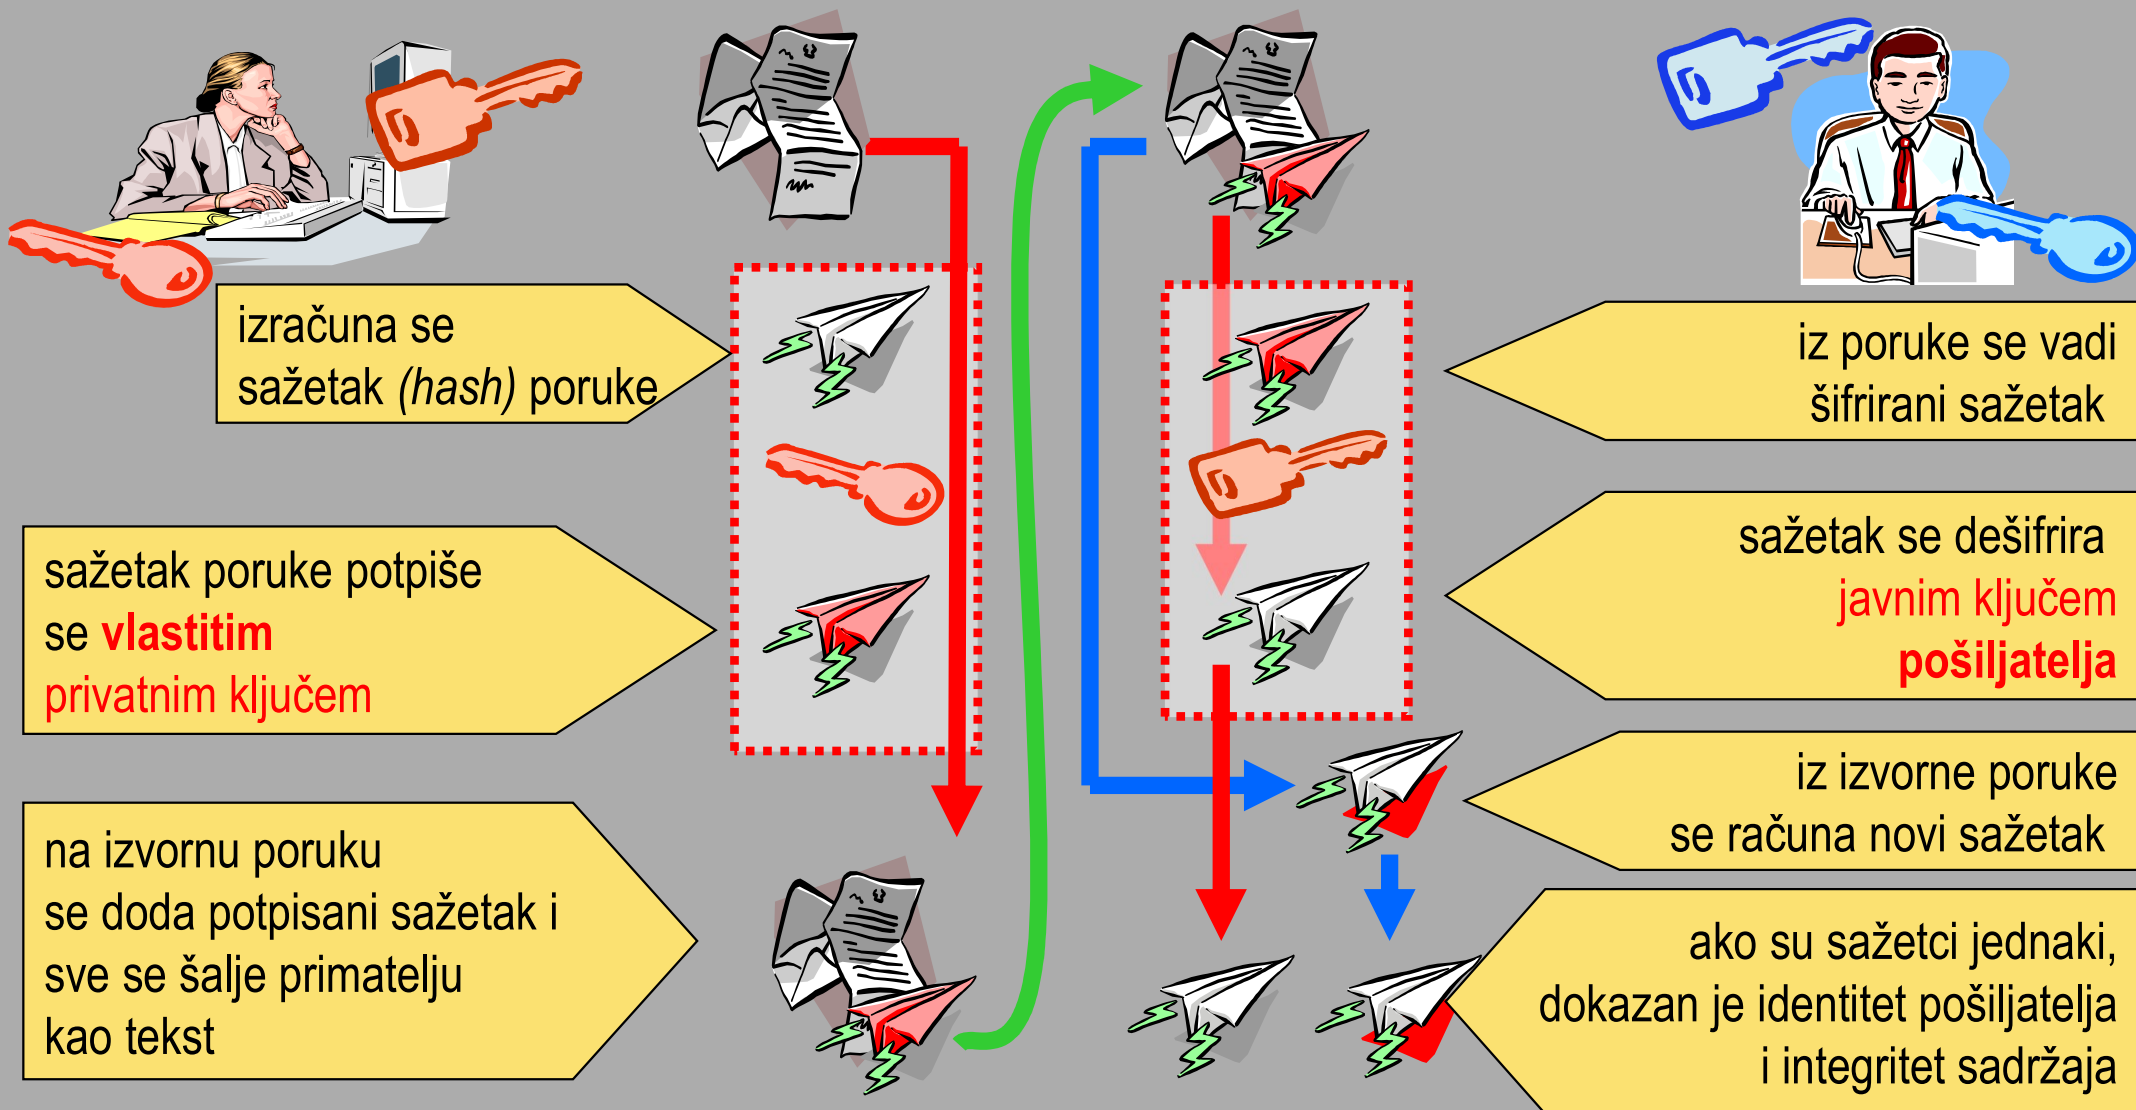 izračuna se
sažetak (hash) poruke
sažetak poruke potpiše
se vlastitim
privatnim ključem
na izvornu poruku
se doda potpisani sažetak i
sve se šalje primatelju
kao tekst
iz poruke se vadi
šifrirani sažetak
sažetak se dešifrira
javnim ključem
pošiljatelja
iz izvorne poruke
se računa novi sažetak
ako su sažetci jednaki,
dokazan je identitet pošiljatelja
i integritet sadržaja